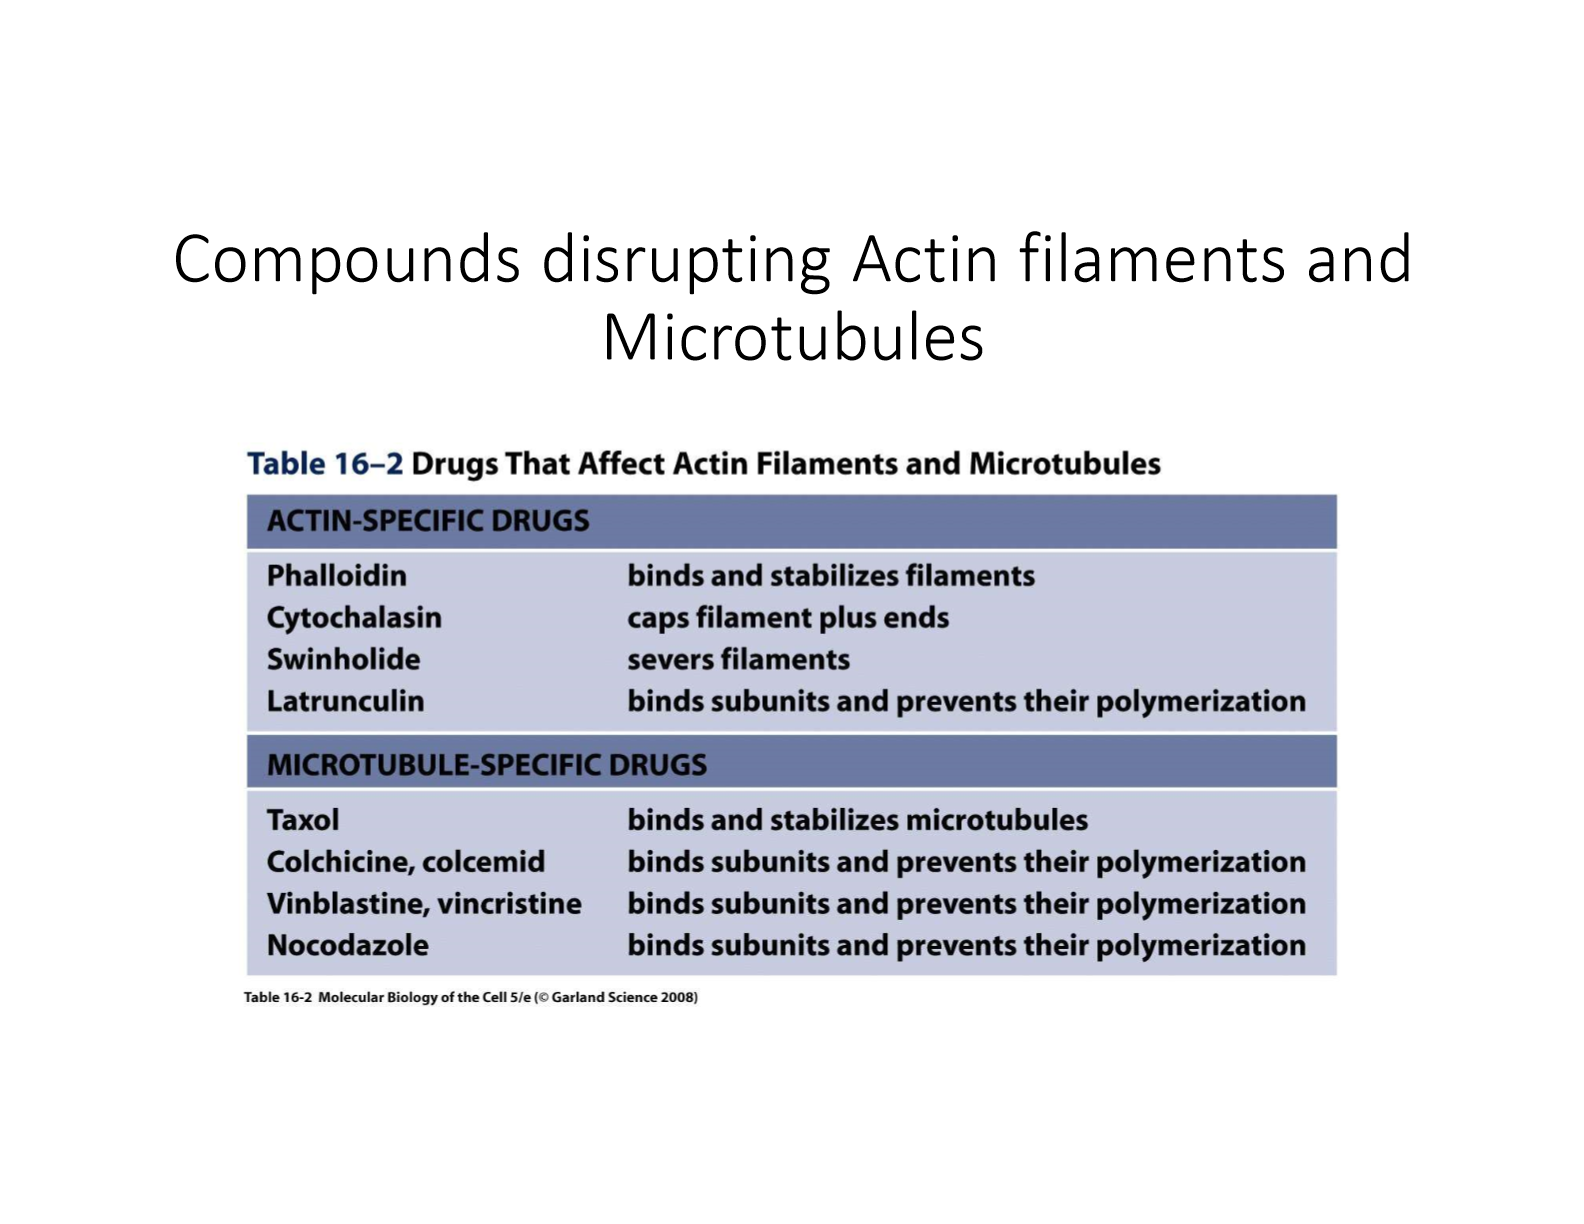 Compounds disrupting Actin filaments and
Microtubules
Table 16–2 Drugs That Affect Actin Filaments and Microtubules
ACTIN-SPECIFIC DRUGS
Phalloidin binds and stabilizes filaments
Cytochalasin caps filament plus ends
Swinholide severs filaments
Latrunculin binds subunits and prevents their polymerization
MICROTUBULE-SPECIFIC DRUGS
Taxol binds and stabilizes microtubules
Colchicine, colcemid binds subunits and prevents their polymerization
Vinblastine, vincristine binds subunits and prevents their polymerization
Nocodazole binds subunits and prevents their polymerization
Table 16-2 Molecular Biology of the Cell 5/e (© Garland Science 2008)